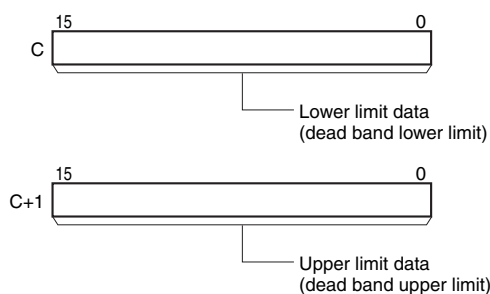 15 0
C
Lower limit data
(dead band lower limit)
15 0
C+1
Upper limit data
(dead band upper limit)